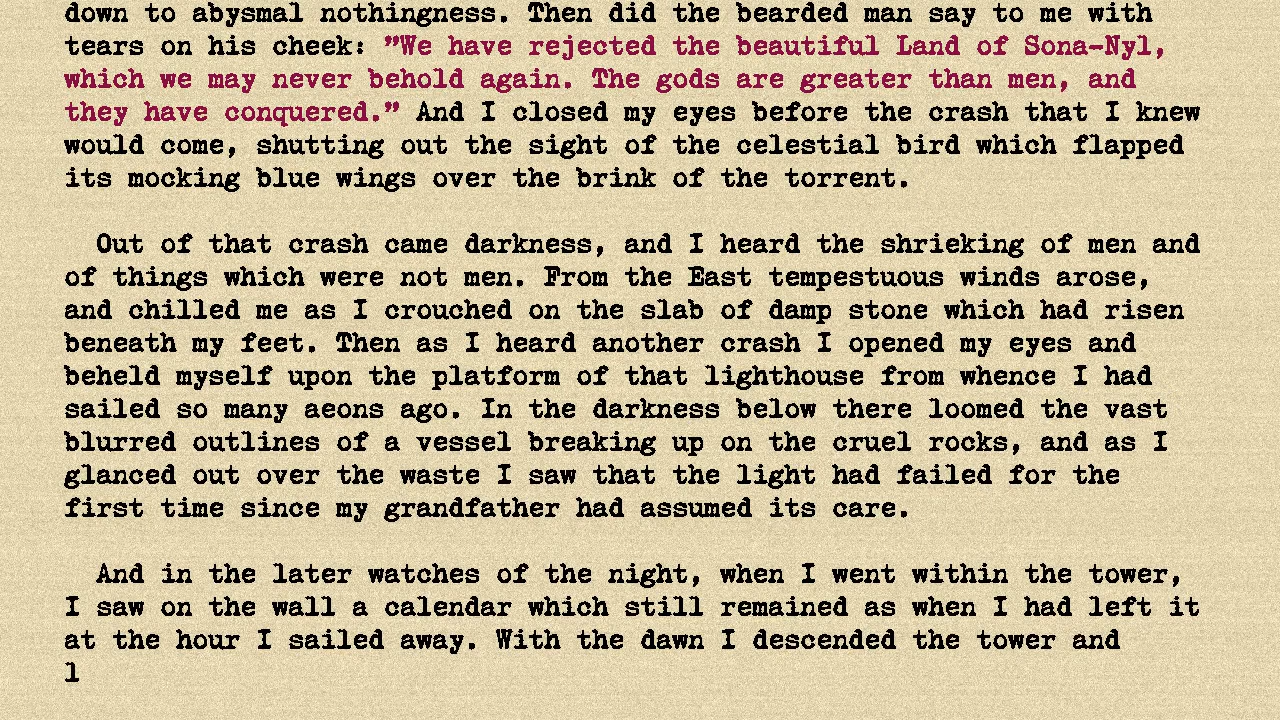 down to abysmal nothingness. Then did the bearded man say to me with
tears on his cheek: ”We have rejected the beautiful Land of Sona-Nyl,
which we may never behold again. The gods are greater than men, and
they have conquered.” And I closed my eyes before the crash that I knew
would come, shutting out the sight of the celestial bird which flapped
its mocking blue wings over the brink of the torrent.
Out of that crash came darkness, and I heard the shrieking of men and
of things which were not men. From the East tempestuous winds arose,
and chilled me as I crouched on the slab of damp stone which had risen
beneath my feet. Then as I heard another crash I opened my eyes and
beheld myself upon the platform of that lighthouse from whence I had
sailed so many aeons ago. In the darkness below there loomed the vast
blurred outlines of a vessel breaking up on the cruel rocks, and as I
glanced out over the waste I saw that the light had failed for the
first time since my grandfather had assumed its care.
And in the later watches of the night, when I went within the tower,
I saw on the wall a calendar which still remained as when I had left it
at the hour I sailed away. With the dawn I descended the tower and
l